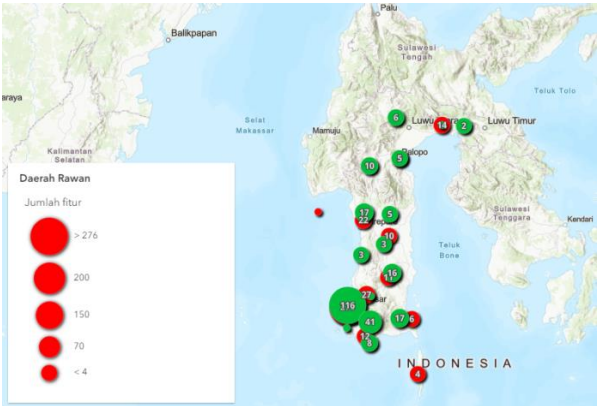 Palu
Balikpapan
Sulawesi
Tengah
araya
Teluk Tolo
6
Luwu
14
2
Luwu Timur
Selat
Makassar
Mamuju
Kalimantan
Selatan
5
Palopo
10
Daerah Rawan
Jumlah fitur
17
5
22
Sulawesi
Tenggara
Kendari
10
3
Teluk
Bone
3
> 276
16
200
27
116
150
41
17
6
12
8
70
INDONESIA
4
< 4